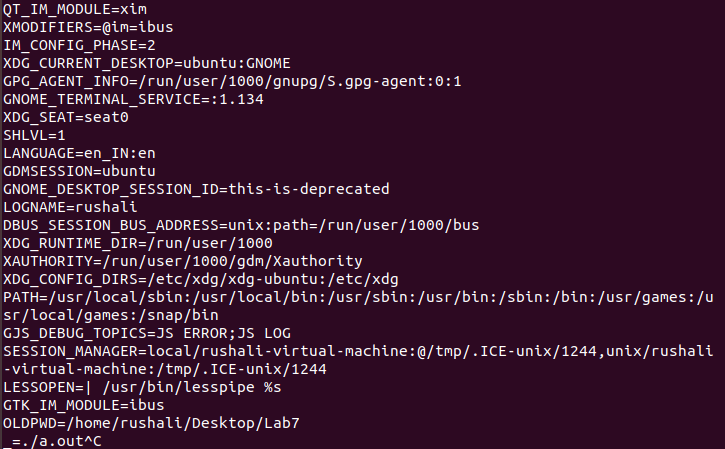 QT_IM_MODULE=xim
XMODIFIERS=@im=ibus
IM_CONFIG_PHASE=2
XDG_CURRENT_DESKTOP=ubuntu:GNOME
GPG_AGENT_INFO=/run/user/1000/gnupg/S.gpg-agent:0:1
GNOME_TERMINAL_SERVICE=:1.134
XDG_SEAT=seat0
SHLVL=1
LANGUAGE=en_IN:en
GDMSESSION=ubuntu
GNOME_DESKTOP_SESSION_ID=this-is-deprecated
LOGNAME=rushali
DBUS_SESSION_BUS_ADDRESS=unix:path=/run/user/1000/bus
XDG_RUNTIME_DIR=/run/user/1000
XAUTHORITY=/run/user/1000/gdm/Xauthority
XDG_CONFIG_DIRS=/etc/xdg/xdg-ubuntu:/etc/xdg
PATH=/usr/local/sbin:/usr/local/bin:/usr/sbin:/usr/bin:/sbin:/bin:/usr/games:/u
sr/local/games:/snap/bin
GJS_DEBUG_TOPICS=JS ERROR;JS LOG
SESSION_MANAGER=local/rushali-virtual-machine:@/tmp/.ICE-unix/1244,unix/rushali
-virtual-machine:/tmp/.ICE-unix/1244
LESSOPEN=| /usr/bin/lesspipe %s
GTK_IM_MODULE=ibus
OLDPWD=/home/rushali/Desktop/Lab7
_=./a.out^C